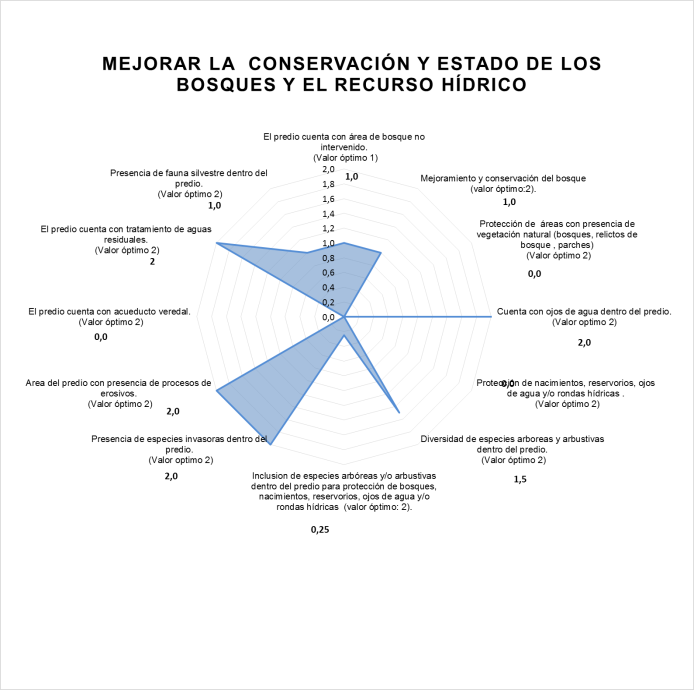 MEJORAR LA  CONSERVACIÓN Y ESTADO DE LOS
BOSQUES Y EL RECURSO HÍDRICO
El predio cuenta con área de bosque no
intervenido.
(Valor óptimo 1)
1,0
Mejoramiento y conservación del bosque
(valor óptimo:2).
1,0
Protección de  áreas con presencia de
vegetación natural (bosques, relictos de
bosque , parches)
(Valor óptimo 2)
0,0
Cuenta con ojos de agua dentro del predio.
(Valor óptimo 2)
2,0
Protección de nacimientos, reservorios, ojos
de agua y/o rondas hídricas .
(Valor óptimo 2)
0,0
Diversidad de especies arboreas y arbustivas
dentro del predio.
(Valor óptimo 2)
1,5
Inclusion de especies arbóreas y/o arbustivas
dentro del predio para protección de bosques,
nacimientos, reservorios, ojos de agua y/o
rondas hídricas  (valor óptimo: 2).
0,25
Presencia de especies invasoras dentro del
predio.
(Valor optimo 2)
2,0
Area del predio con presencia de procesos de
erosivos.
(Valor óptimo 2)
2,0
El predio cuenta con acueducto veredal.
(Valor óptimo 2)
0,0
El predio cuenta con tratamiento de aguas
residuales.
(Valor óptimo 2)
2
Presencia de fauna silvestre dentro del
predio.
(Valor óptimo 2)
1,0
2,0
1,8
1,6
1,4
1,2
1,0
0,8
0,6
0,4
0,2
0,0